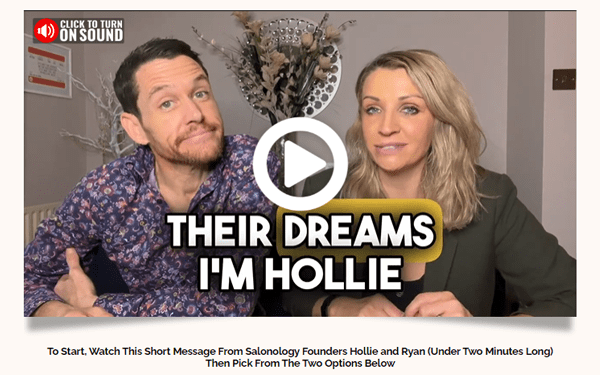 CLICK TO TURN
ON SOUND
THEIR DREAMS
I'M HOLLIE
To Start, Watch This Short Message From Salonology Founders Hollie and Ryan (Under Two Minutes Long)
Then Pick From The Two Options Below